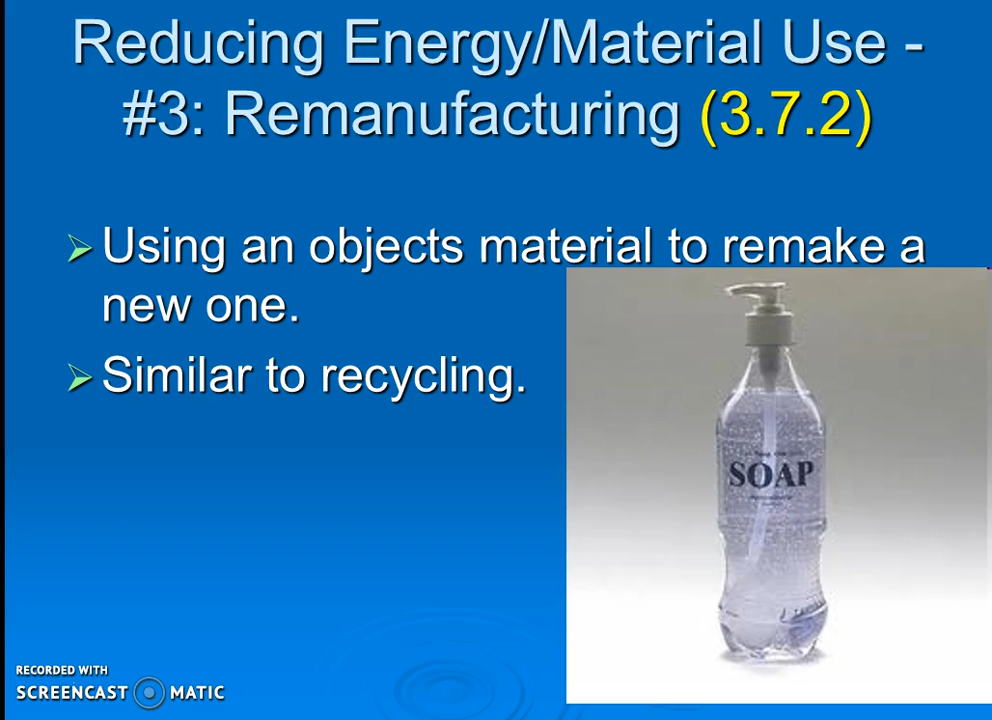 Reducing Energy/Material Use -
#3: Remanufacturing (3.7.2)
Using an objects material to remake a
new one.
Similar to recycling.
SOAP
RECORDED WITH
SCREENCAST MATIC